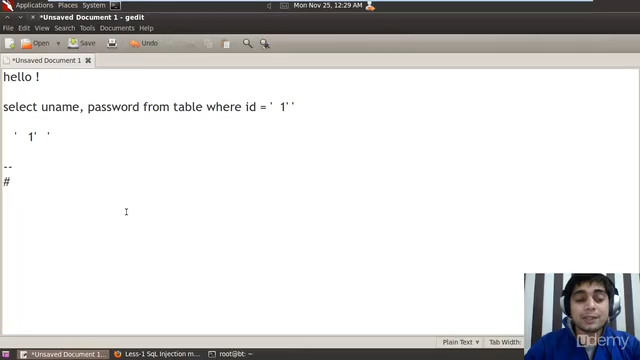 Applications Places System
Mon Nov 25, 12:29 AM
*Unsaved Document 1 - gedit
File Edit View Search Tools Documents Help
Open Save Undo
*Unsaved Document 1
hello !
select uname, password from table where id = ' 1' '
' 1' '
--
#
ûdemy
Plain Text Tab Width:
*Unsaved Document 1... Less-1 SqL Injection m... root@bt: ~